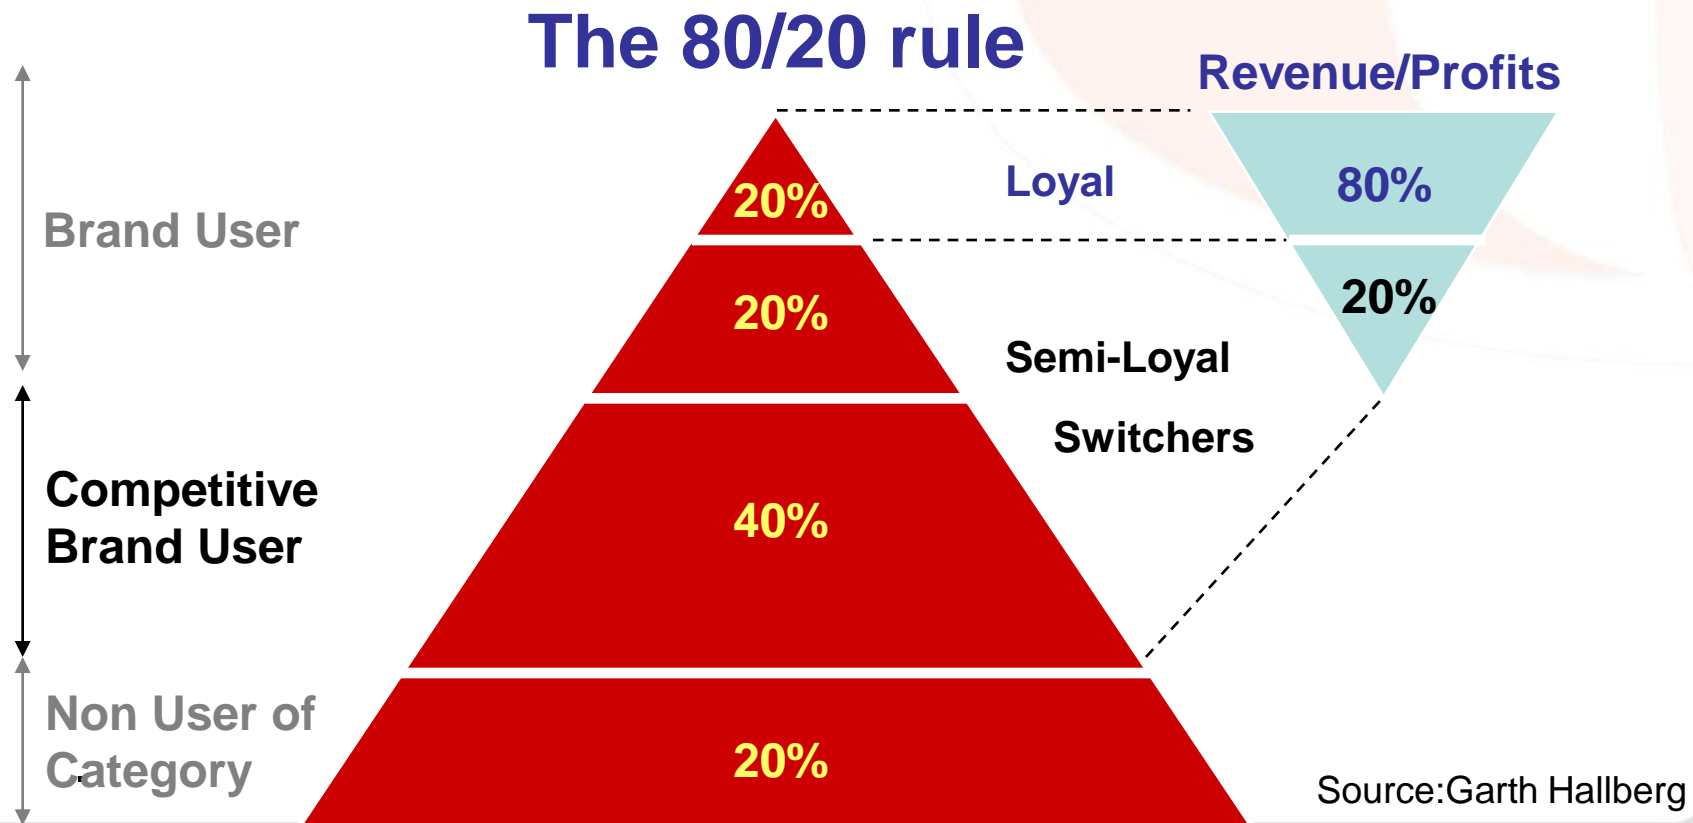 The 80/20 rule
Revenue/Profits
20%
Loyal
80%
Brand User
20%
20%
Semi-Loyal
Switchers
Competitive
Brand User
40%
Non User of
Category
20%
Source:Garth Hallberg